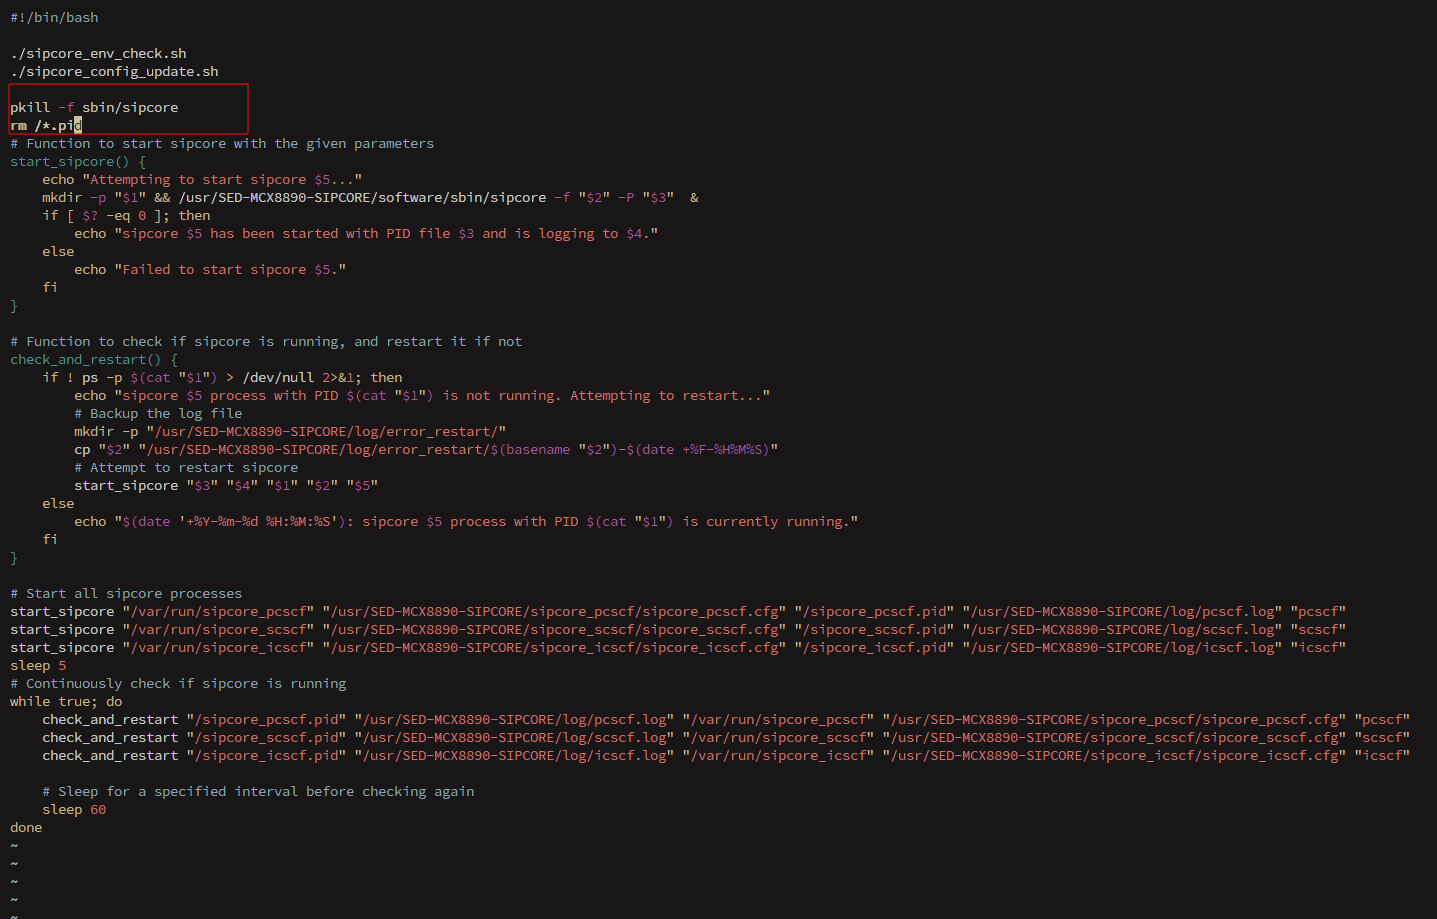 #!/bin/bash
./sipcore_env_check.sh
./sipcore_config_update.sh
pkill -f sbin/sipcore
rm /*.pid
# Function to start sipcore with the given parameters
start_sipcore() {
    echo "Attempting to start sipcore $5..."
    mkdir -p "$1" && /usr/SED-MCX8890-SIPCORE/software/sbin/sipcore -f "$2" -P "$3"  &
    if [ $? -eq 0 ]; then
        echo "sipcore $5 has been started with PID file $3 and is logging to $4."
    else
        echo "Failed to start sipcore $5."
    fi
}
# Function to check if sipcore is running, and restart it if not
check_and_restart() {
    if ! ps -p $(cat "$1") > /dev/null 2>&1; then
        echo "sipcore $5 process with PID $(cat "$1") is not running. Attempting to restart..."
        # Backup the log file
        mkdir -p "/usr/SED-MCX8890-SIPCORE/log/error_restart/"
        cp "$2" "/usr/SED-MCX8890-SIPCORE/log/error_restart/$(basename "$2")-$(date +%F-%H%M%S)"
        # Attempt to restart sipcore
        start_sipcore "$3" "$4" "$1" "$2" "$5"
    else
        echo "$(date '+%Y-%m-%d %H:%M:%S'): sipcore $5 process with PID $(cat "$1") is currently running."
    fi
}
# Start all sipcore processes
start_sipcore "/var/run/sipcore_pcscf" "/usr/SED-MCX8890-SIPCORE/sipcore_pcscf/sipcore_pcscf.cfg" "/sipcore_pcscf.pid" "/usr/SED-MCX8890-SIPCORE/log/pcscf.log" "pcscf"
start_sipcore "/var/run/sipcore_scscf" "/usr/SED-MCX8890-SIPCORE/sipcore_scscf/sipcore_scscf.cfg" "/sipcore_scscf.pid" "/usr/SED-MCX8890-SIPCORE/log/scscf.log" "scscf"
start_sipcore "/var/run/sipcore_icscf" "/usr/SED-MCX8890-SIPCORE/sipcore_icscf/sipcore_icscf.cfg" "/sipcore_icscf.pid" "/usr/SED-MCX8890-SIPCORE/log/icscf.log" "icscf"
sleep 5
# Continuously check if sipcore is running
while true; do
    check_and_restart "/sipcore_pcscf.pid" "/usr/SED-MCX8890-SIPCORE/log/pcscf.log" "/var/run/sipcore_pcscf" "/usr/SED-MCX8890-SIPCORE/sipcore_pcscf/sipcore_pcscf.cfg" "pcscf"
    check_and_restart "/sipcore_scscf.pid" "/usr/SED-MCX8890-SIPCORE/log/scscf.log" "/var/run/sipcore_scscf" "/usr/SED-MCX8890-SIPCORE/sipcore_scscf/sipcore_scscf.cfg" "scscf"
    check_and_restart "/sipcore_icscf.pid" "/usr/SED-MCX8890-SIPCORE/log/icscf.log" "/var/run/sipcore_icscf" "/usr/SED-MCX8890-SIPCORE/sipcore_icscf/sipcore_icscf.cfg" "icscf"
    # Sleep for a specified interval before checking again
    sleep 60
done
~
~
~
~
~